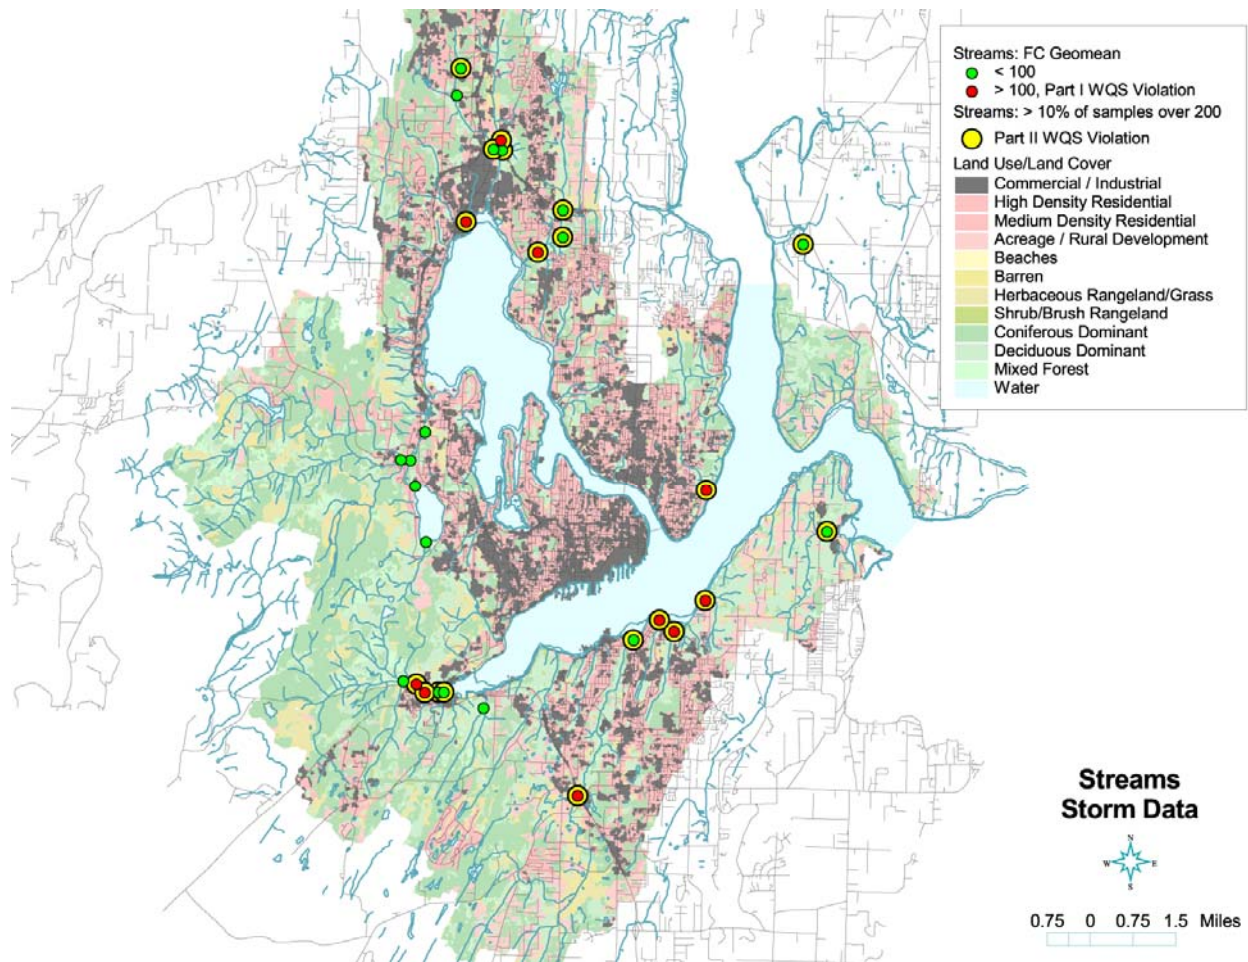 Streams: FC Geomean
< 100
> 100, Part I WQS Violation
Streams: > 10% of samples over 200
Part II WQS Violation
Land Use/Land Cover
Commercial / Industrial
High Density Residential
Medium Density Residential
Acreage / Rural Development
Beaches
Barren
Herbaceous Rangeland/Grass
Shrub/Brush Rangeland
Coniferous Dominant
Deciduous Dominant
Mixed Forest
Water
Streams
Storm Data
N
W E
S
0.75 0 0.75 1.5 Miles